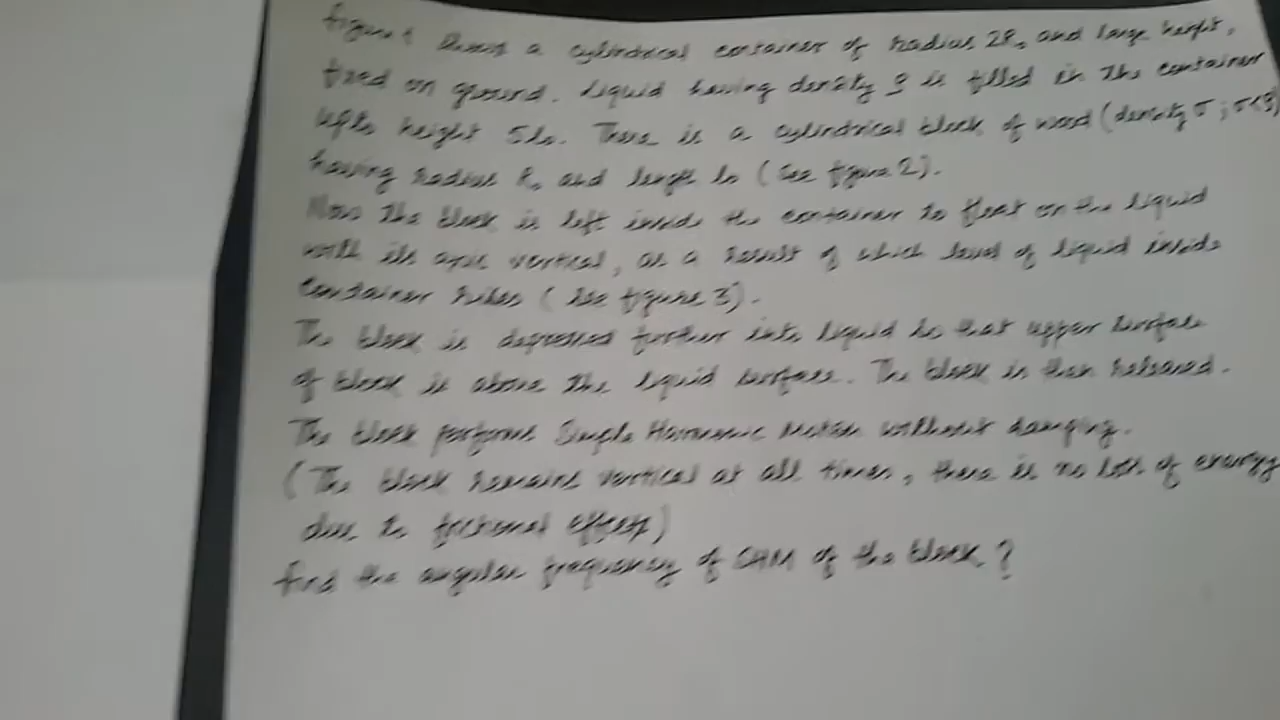 Figure 1 shows a cylindrical container of radius 2R₀ and large height,
fixed on ground. Liquid having density ρ is filled in the container
upto height 5l₀. There is a cylindrical block of wood (density σ ; σ<ρ)
having radius R₀ and length l₀ (see figure 2).
Now the block is left inside the container to float on the liquid
with its axis vertical, as a result of which level of liquid inside
container rises (see figure 3).
The block is depressed further into liquid so that upper surface
of block is above the liquid surface. The block is then released.
The block performs Simple Harmonic Motion without damping.
(The block remains vertical at all times, there is no loss of energy
due to frictional effects)
find the angular frequency of SHM of the block ?